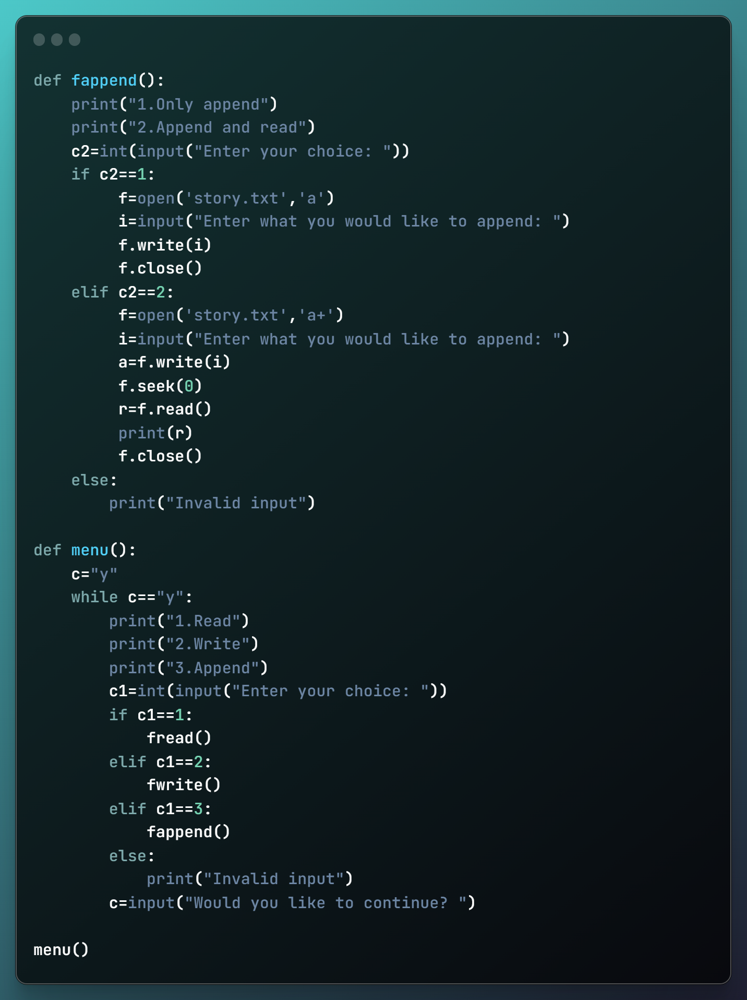 def fappend():
    print("1.Only append")
    print("2.Append and read")
    c2=int(input("Enter your choice: "))
    if c2==1:
         f=open('story.txt','a')
         i=input("Enter what you would like to append: ")
         f.write(i)
         f.close()
    elif c2==2:
         f=open('story.txt','a+')
         i=input("Enter what you would like to append: ")
         a=f.write(i)
         f.seek(0)
         r=f.read()
         print(r)
         f.close()
    else:
        print("Invalid input")

def menu():
    c="y"
    while c=="y":
        print("1.Read")
        print("2.Write")
        print("3.Append")
        c1=int(input("Enter your choice: "))
        if c1==1:
            fread()
        elif c1==2:
            fwrite()
        elif c1==3:
            fappend()
        else:
            print("Invalid input")
        c=input("Would you like to continue? ")

menu()